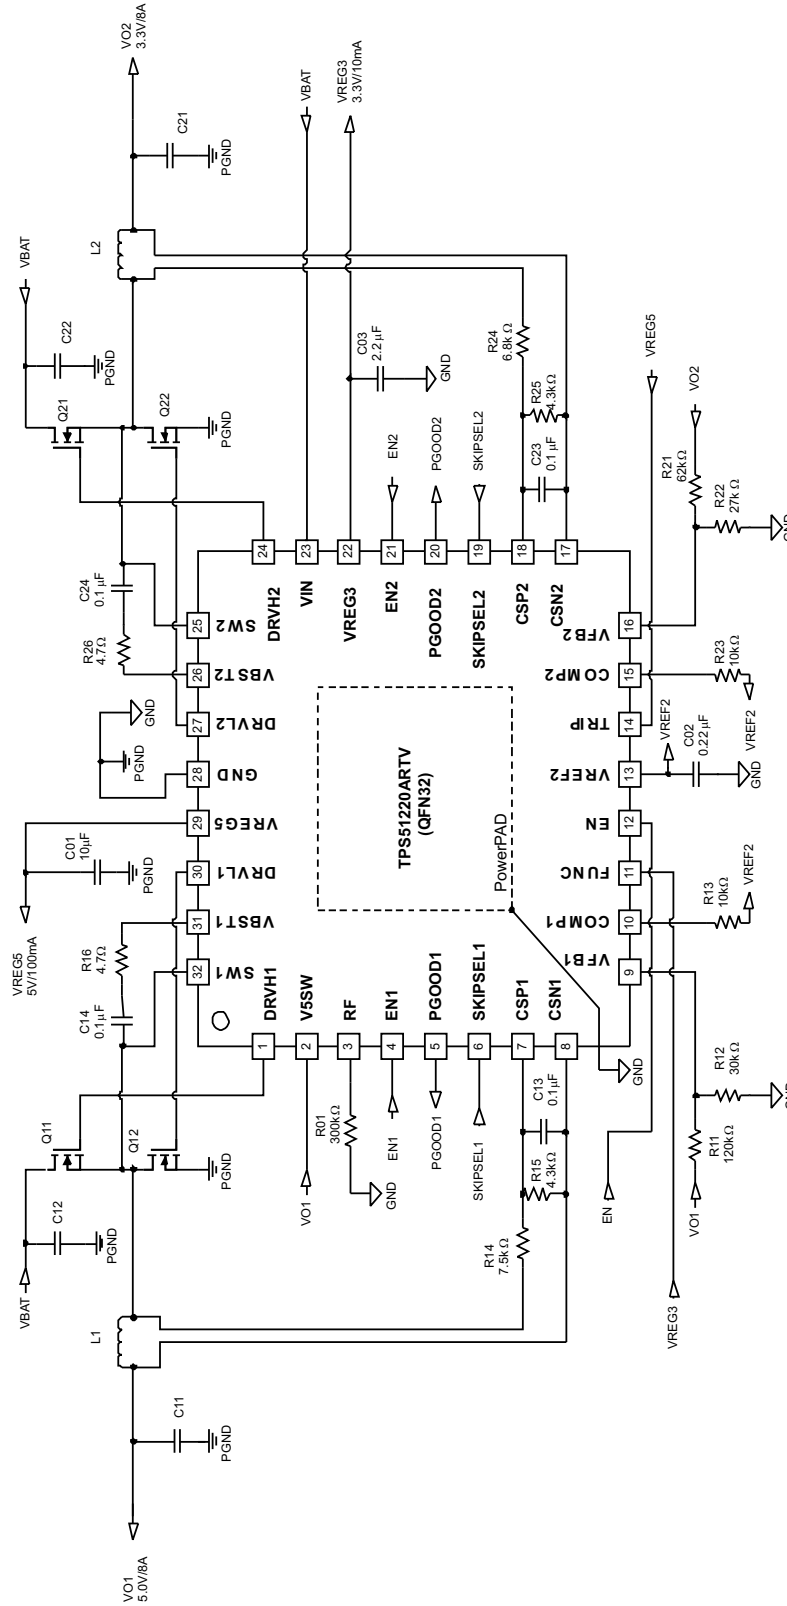 VO2
3.3V/8A
C21
PGND
VBAT
VREG3
3.3V/10mA
L2
VBAT
C22
PGND
Q21
Q22
PGND
C24
0.1µF
R26
4.7Ω
C03
2.2 µF
GND
EN2
PGOOD2
SKIPSEL2
R24
6.8k Ω
R25
4.3kΩ
C23
0.1 µF
VREG5
VO2
R21
62kΩ
R22
27k Ω
GND
24
23
22
21
20
19
18
17
DRVH2
VIN
VREG3
EN2
PGOOD2
SKIPSEL2
CSP2
CSN2
25
SW2
26
VBST2
27
DRVL2
28
GND
29
VREG5
30
DRVL1
31
VBST1
32
SW1
GND
PGND
C01
10µF
PGND
VREG5
5V/100mA
R16
4.7Ω
C14
0.1µF
TPS51220ARTV
(QFN32)
PowerPAD
GND
VFB2
16
COMP2
15
TRIP
14
VREF2
13
EN
12
FUNC
11
COMP1
10
VFB1
9
R23
10kΩ
VREF2
VREF2
C02
0.22 µF
GND
R13
10kΩ
VREF2
DRVH1
V5SW
RF
EN1
PGOOD1
SKIPSEL1
CSP1
CSN1
1
2
3
4
5
6
7
8
Q11
Q12
PGND
C12
PGND
VBAT
R01
300kΩ
GND
VO1
EN1
PGOOD1
SKIPSEL1
C13
0.1µF
R15
4.3kΩ
R14
7.5k Ω
EN
R12
30kΩ
GND
R11
120kΩ
VO1
VREG3
L1
C11
PGND
VO1
5.0V/8A